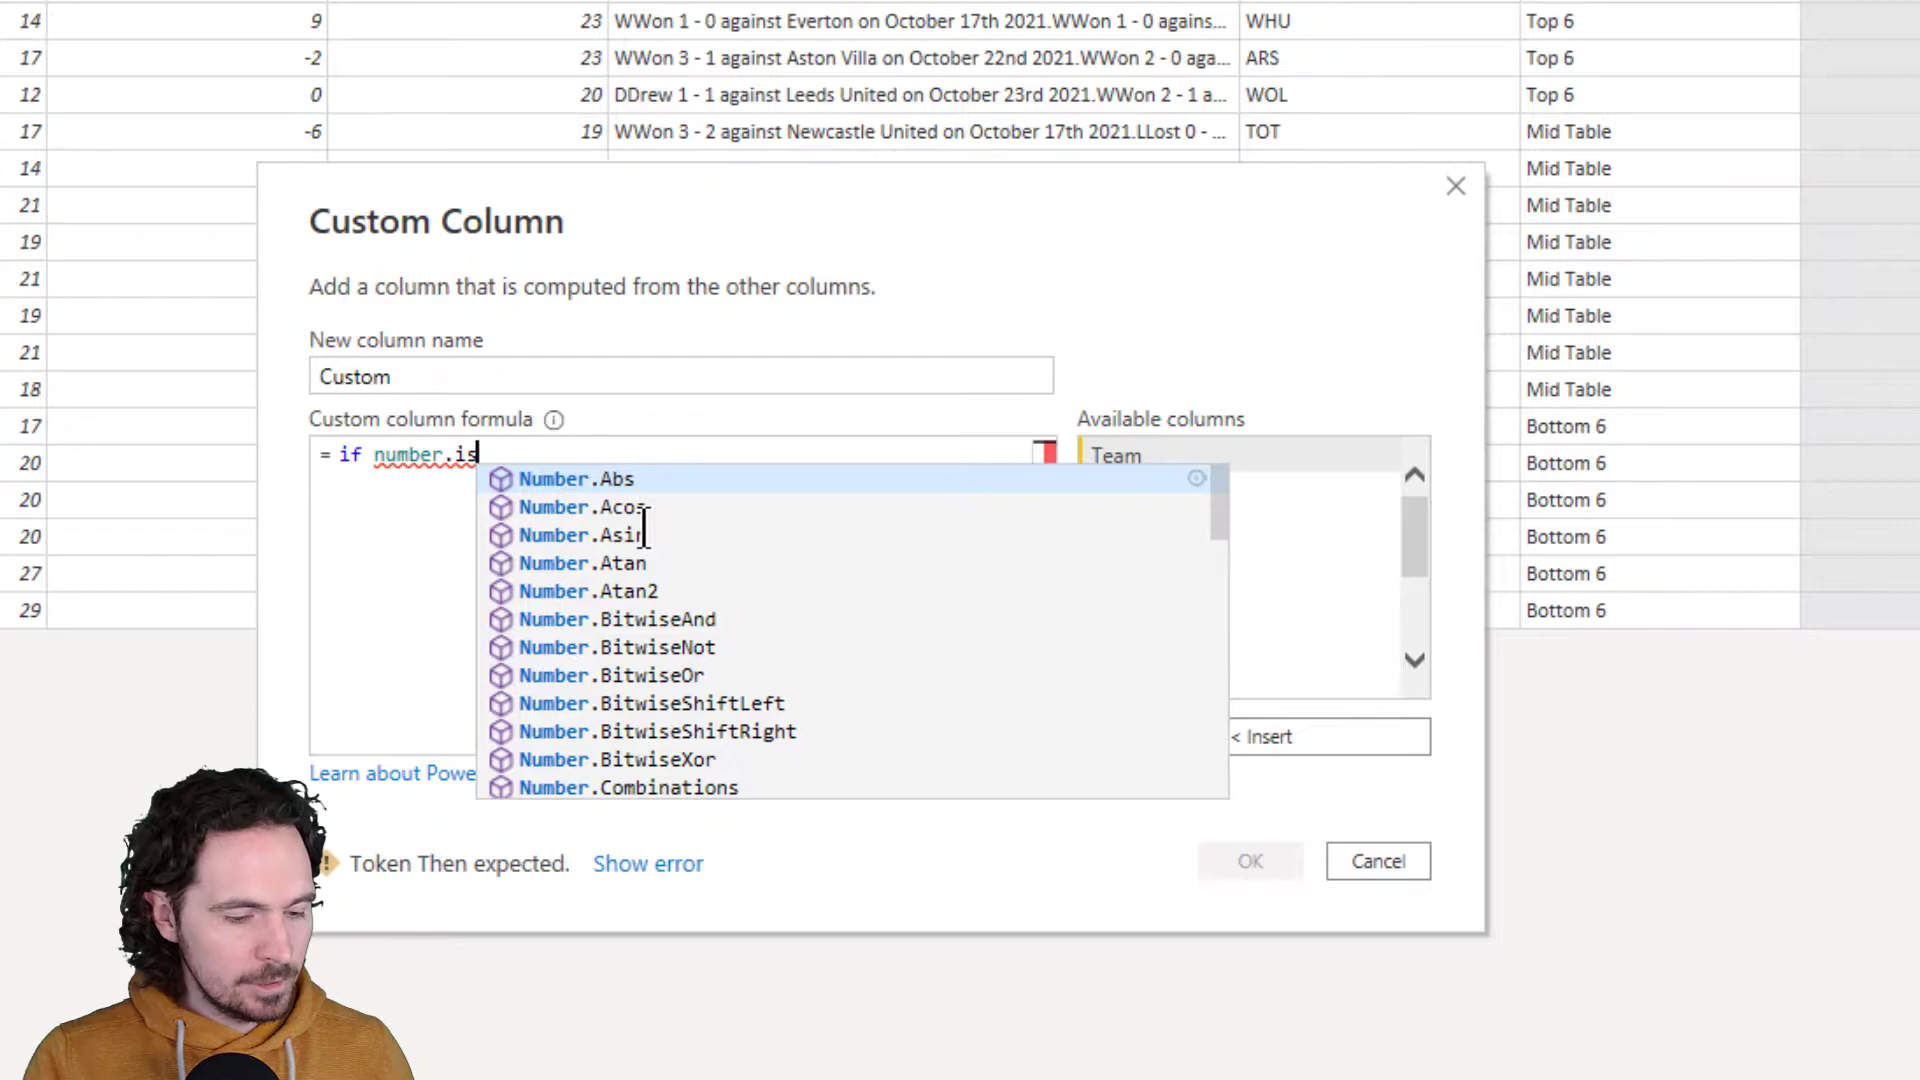 14 9 23 WWon 1 - 0 against Everton on October 17th 2021.WWon 1 - 0 agains... WHU Top 6
17 -2 23 WWon 3 - 1 against Aston Villa on October 22nd 2021.WWon 2 - 0 aga... ARS Top 6
12 0 20 DDrew 1 - 1 against Leeds United on October 23rd 2021.WWon 2 - 1 a... WOL Top 6
17 -6 19 WWon 3 - 2 against Newcastle United on October 17th 2021.LLost 0 - ... TOT Mid Table
14 Mid Table
21 Mid Table
19 Mid Table
21 Mid Table
19 Mid Table
21 Mid Table
18 Mid Table
17 Bottom 6
20 Bottom 6
20 Bottom 6
20 Bottom 6
27 Bottom 6
29 Bottom 6
Custom Column
Add a column that is computed from the other columns.
New column name
Custom
Custom column formula
Available columns
= if number.is
Team
Number.Abs
Number.Acos
Number.Asin
Number.Atan
Number.Atan2
Number.BitwiseAnd
Number.BitwiseNot
Number.BitwiseOr
Number.BitwiseShiftLeft
Number.BitwiseShiftRight
Number.BitwiseXor
Number.Combinations
< Insert
Learn about Powe
Token Then expected. Show error
OK
Cancel